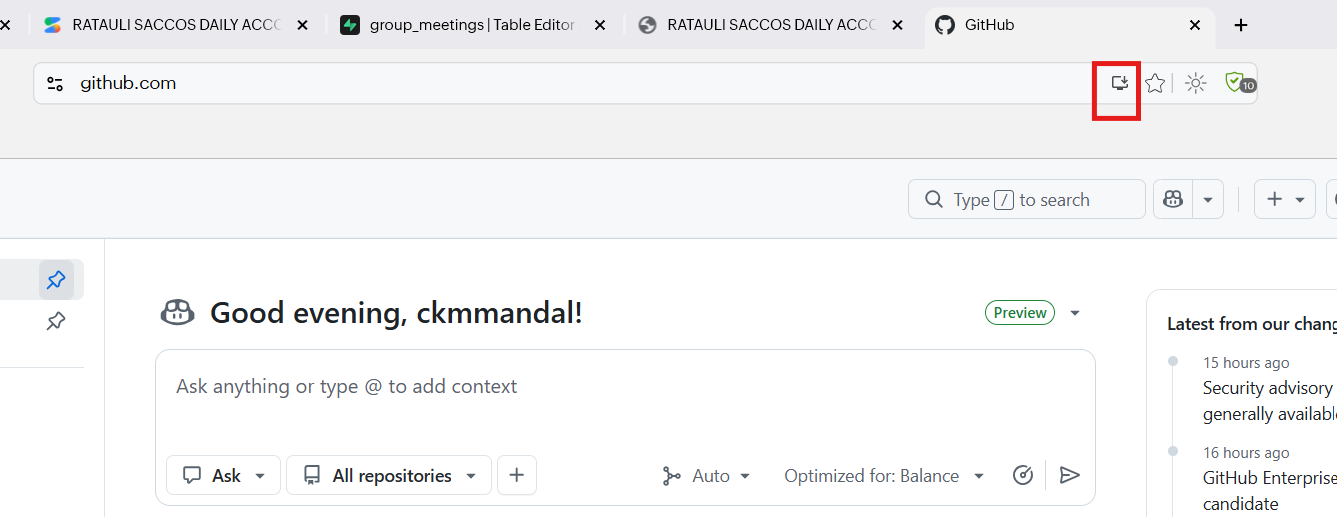 RATAULI SACCOS DAILY ACCO
group_meetings | Table Editor
RATAULI SACCOS DAILY ACCO
GitHub
github.com
10
Type / to search
Good evening, ckmmandal!
Preview
Ask anything or type @ to add context
Ask
All repositories
Auto
Optimized for: Balance
Latest from our chang
15 hours ago
Security advisory
generally available
16 hours ago
GitHub Enterprise
candidate